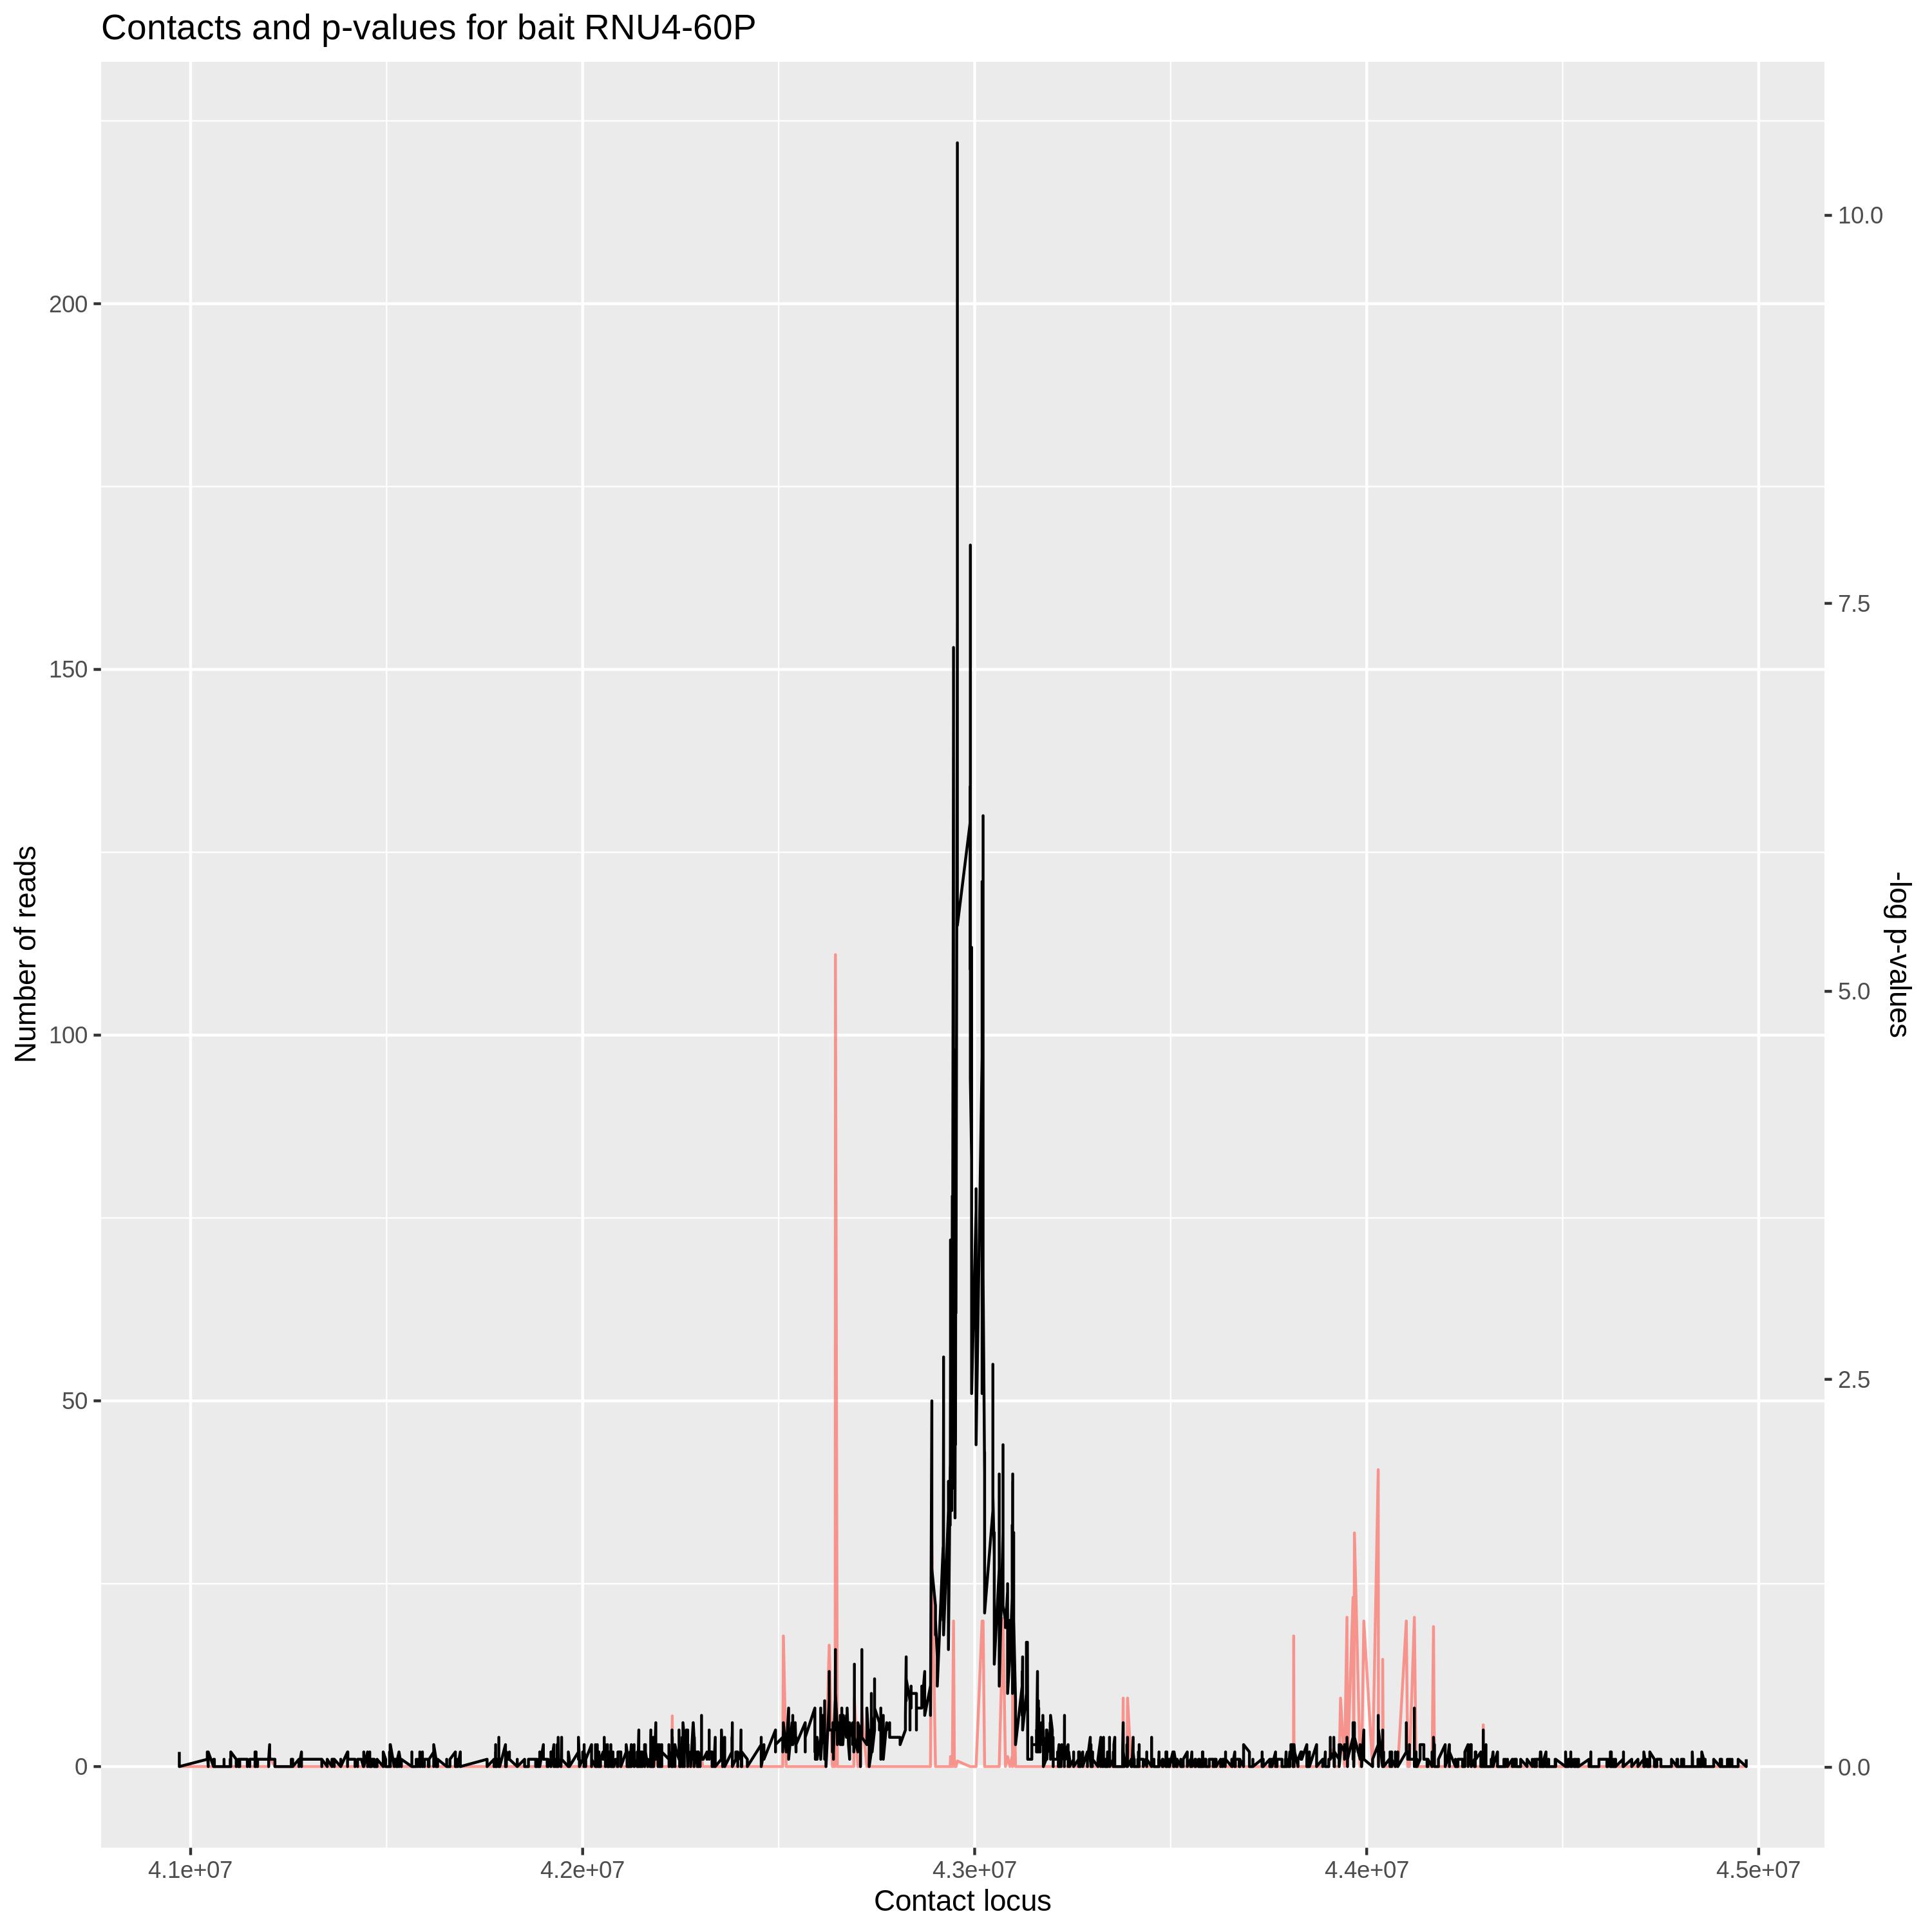 Contacts and p-values for bait RNU4-60P
Number of reads
200
150
100
50
0
10.0
7.5
5.0
2.5
0.0
-log p-values
4.1e+07
4.2e+07
4.3e+07
4.4e+07
4.5e+07
Contact locus